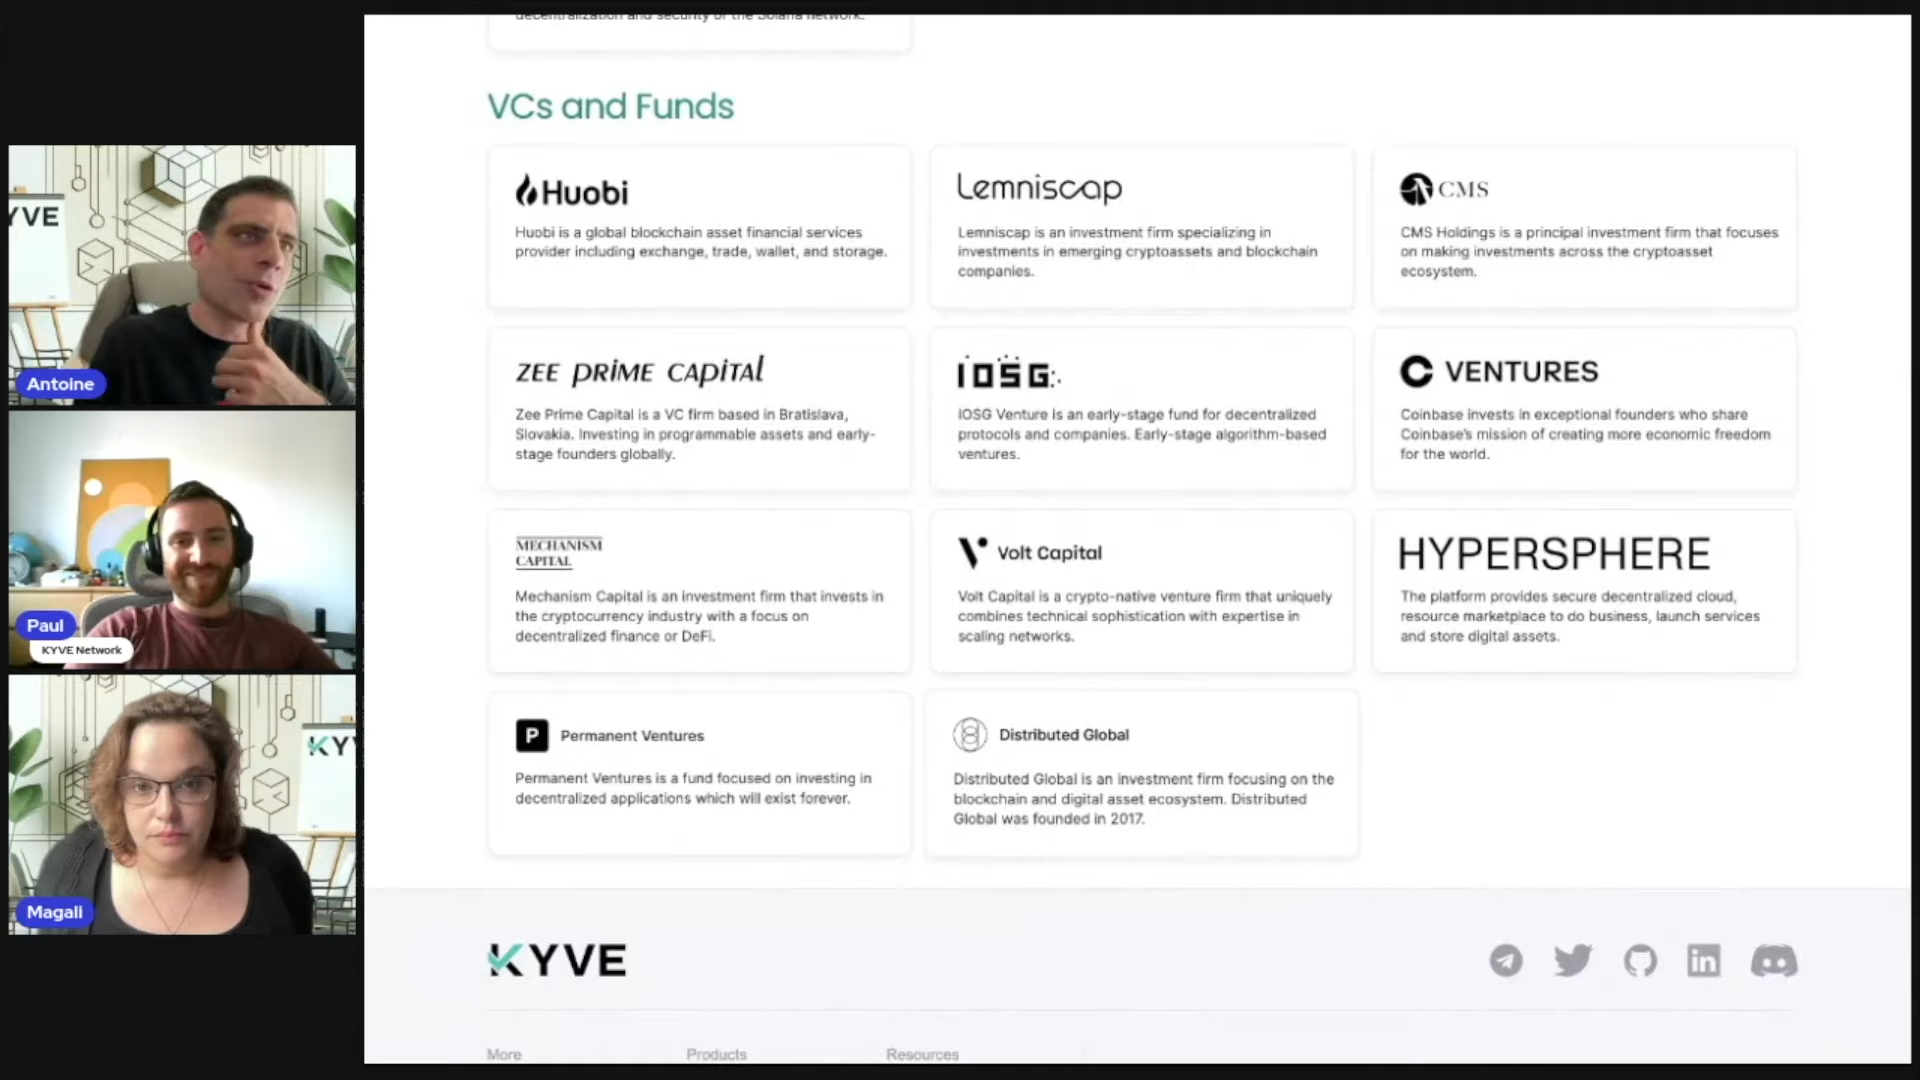 decentralization and security of the Solana network.
VCs and Funds
Huobi
Huobi is a global blockchain asset financial services
provider including exchange, trade, wallet, and storage.
Lemniscap
Lemniscap is an investment firm specializing in
investments in emerging cryptoassets and blockchain
companies.
CMS
CMS Holdings is a principal investment firm that focuses
on making investments across the cryptoasset
ecosystem.
ZEE PRIME CAPITAL
Zee Prime Capital is a VC firm based in Bratislava,
Slovakia. Investing in programmable assets and early-
stage founders globally.
IOSG
IOSG Venture is an early-stage fund for decentralized
protocols and companies. Early-stage algorithm-based
ventures.
VENTURES
Coinbase invests in exceptional founders who share
Coinbase's mission of creating more economic freedom
for the world.
MECHANISM
CAPITAL
Mechanism Capital is an investment firm that invests in
the cryptocurrency industry with a focus on
decentralized finance or DeFi.
Volt Capital
Volt Capital is a crypto-native venture firm that uniquely
combines technical sophistication with expertise in
scaling networks.
HYPERSPHERE
The platform provides secure decentralized cloud,
resource marketplace to do business, launch services
and store digital assets.
P Permanent Ventures
Permanent Ventures is a fund focused on investing in
decentralized applications which will exist forever.
Distributed Global
Distributed Global is an investment firm focusing on the
blockchain and digital asset ecosystem. Distributed
Global was founded in 2017.
KYVE
in
More
Products
Resources
YVE
Antoine
Paul
KYVE Network
KYV
Magali